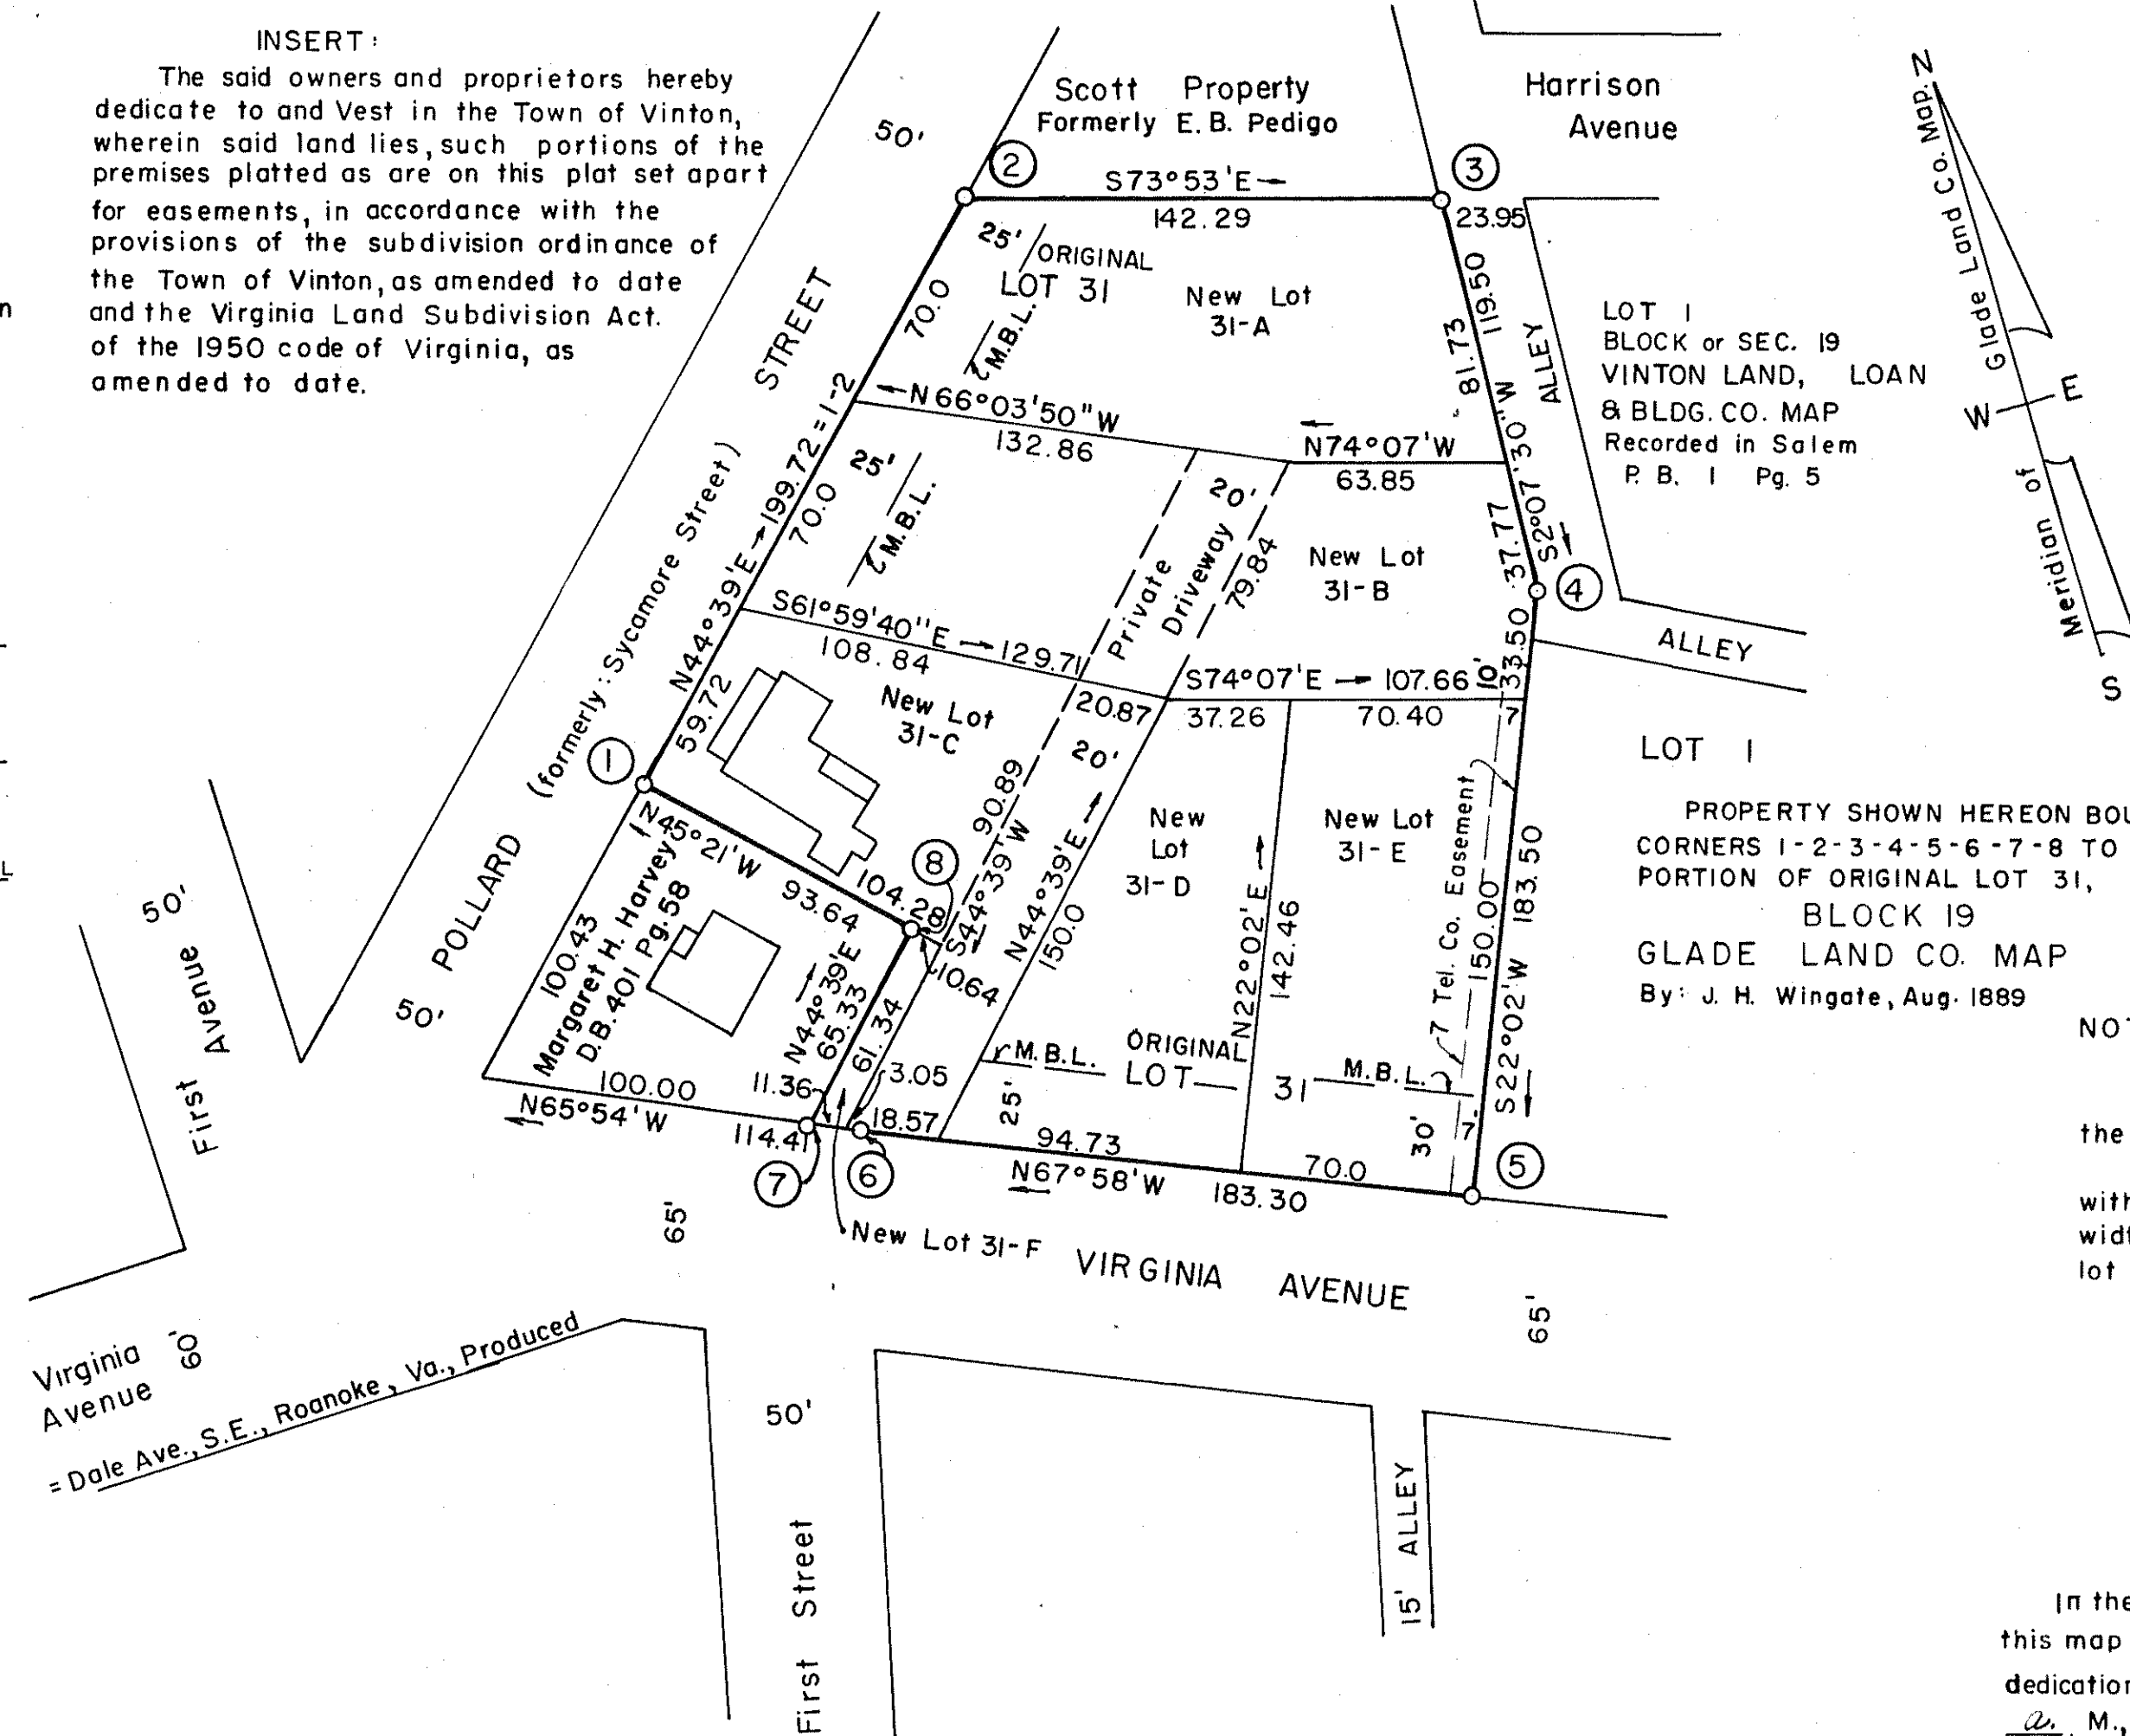 INSERT:
The said owners and proprietors hereby
dedicate to and Vest in the Town of Vinton,
wherein said land lies, such portions of the
premises platted as are on this plat set apart
for easements, in accordance with the
provisions of the subdivision ordinance of
the Town of Vinton, as amended to date
and the Virginia Land Subdivision Act.
of the 1950 code of Virginia, as
amended to date.
n
L
50'
Scott Property
Formerly E. B. Pedigo
Harrison
Avenue
2
S73°53'E
142.29
3
23.95
25'
ORIGINAL
LOT 31
M.B.L.
New Lot
31-A
70.0
119.50
81.73
S2°07'30"W
37.77
ALLEY
LOT 1
BLOCK or SEC. 19
VINTON LAND, LOAN
& BLDG. CO. MAP
Recorded in Salem
P. B. 1 Pg. 5
N
Meridian of Glade Land Co. Map.
W
E
S
STREET
N 66°03'50"W
132.86
N74°07'W
63.85
N44°39'E → 199.72 = 1-2
70.0
25'
M.B.L.
20'
Private
Driveway
79.84
New Lot
31-B
4
33.50
ALLEY
(formerly: Sycamore Street)
S61°59'40"E → 129.71
108.84
20.87
S74°07'E → 107.66
10'
37.26
70.40
7
59.72
New Lot
31-C
1
20'
90.89
S44°39'W
N44°39'E
150.0
New
Lot
31-D
N22°02'E
142.46
New Lot
31-E
7' Tel. Co. Easement
150.00
S22°02'W 183.50
LOT 1
PROPERTY SHOWN HEREON BOU
CORNERS 1-2-3-4-5-6-7-8 TO
PORTION OF ORIGINAL LOT 31,
BLOCK 19
GLADE LAND CO. MAP
By: J. H. Wingate, Aug. 1889
NOT
the
with
widt
lot
POLLARD
N45°21'W
93.64
104.28
8
10.64
Margaret H. Harvey
D.B. 401 Pg. 58
100.43
N44°39'E
65.33
61.34
3.05
11.36
18.57
100.00
N65°54'W
114.41
7
6
M.B.L.
ORIGINAL
LOT
31
M.B.L.
25'
30'
7
94.73
70.0
N67°58'W
183.30
5
New Lot 31-F
VIRGINIA AVENUE
65'
65'
50'
50'
First Avenue
Virginia
Avenue
60'
= Dale Ave., S.E., Roanoke, Va., Produced
50'
First Street
15' ALLEY
In the
this map
dedication
a. M.,